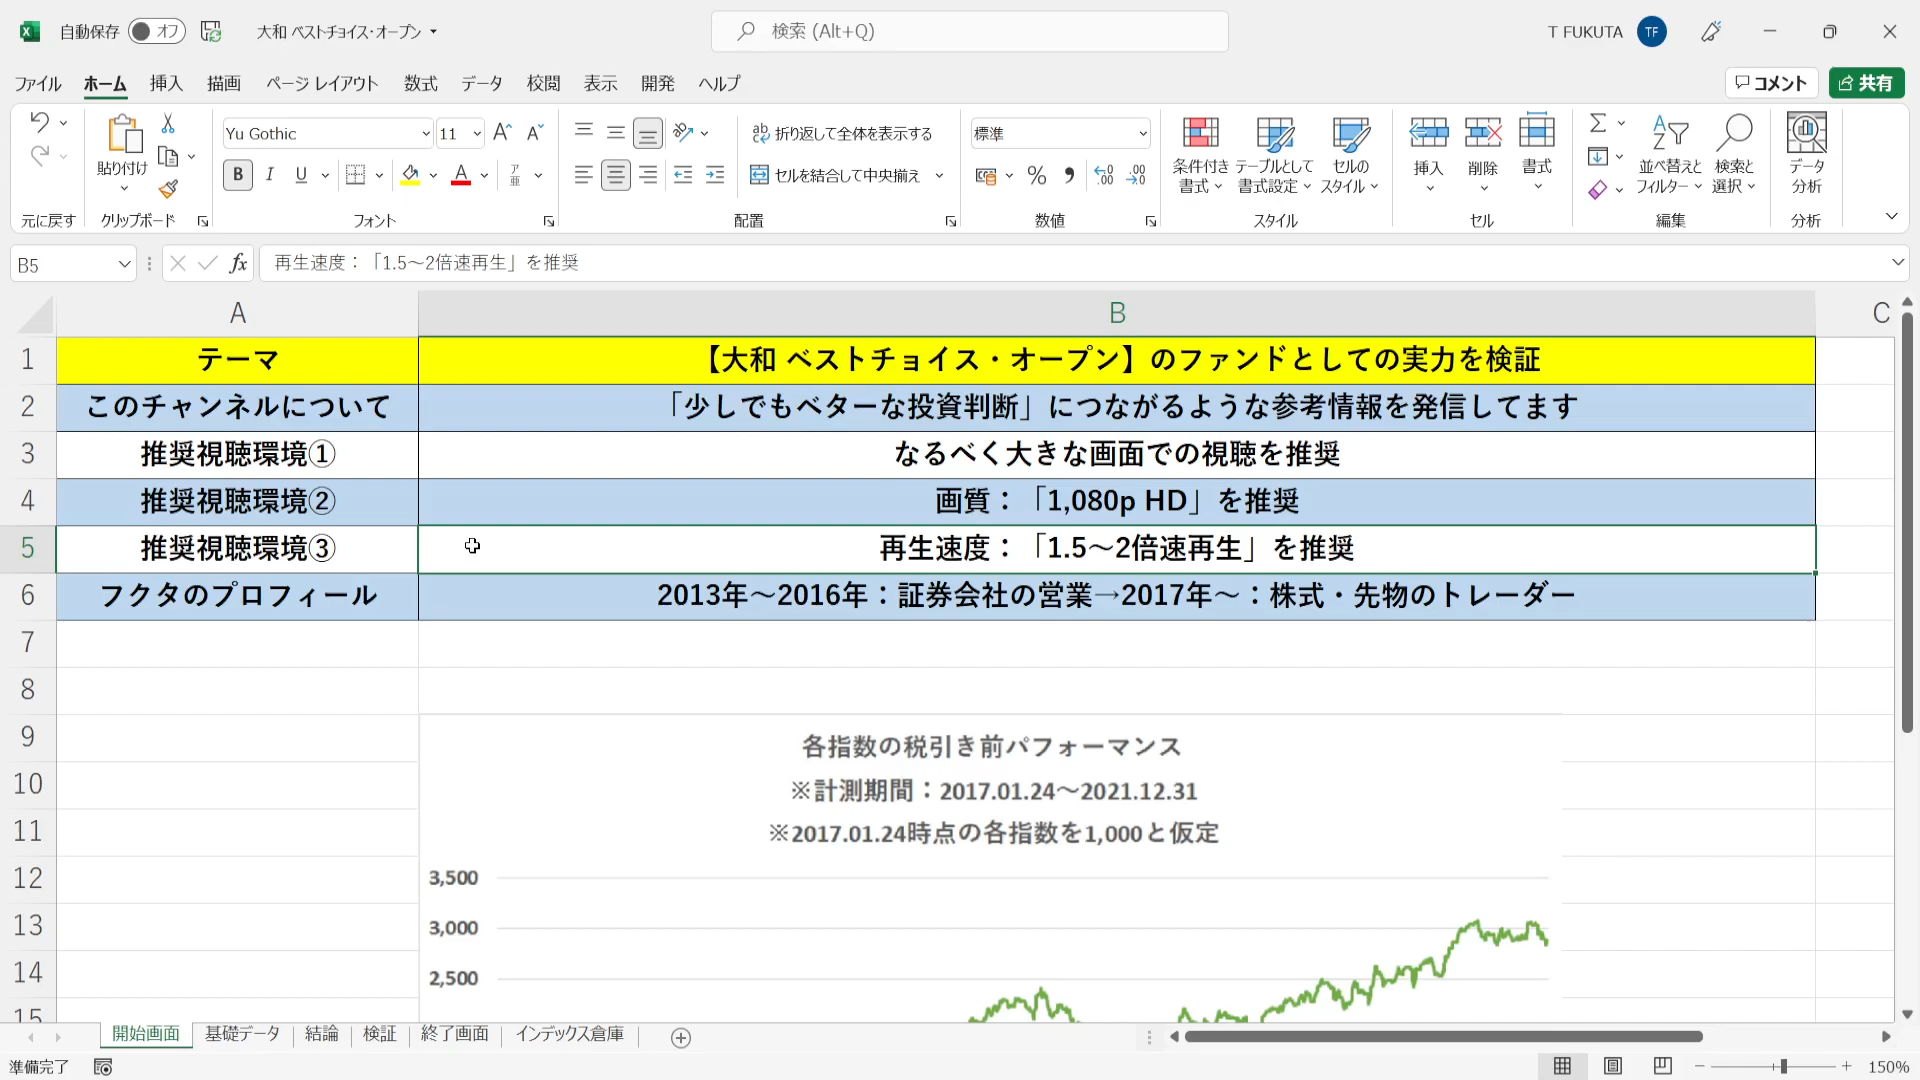 自動保存 オフ 大和 ベストチョイス・オープン 検索 (Alt+Q) T FUKUTA TF
ファイル ホーム 挿入 描画 ページ レイアウト 数式 データ 校閲 表示 開発 ヘルプ コメント 共有
貼り付け
Yu Gothic 11
B I U A ア亜
ab 折り返して全体を表示する
セルを結合して中央揃え
標準
条件付き書式
テーブルとして書式設定
セルのスタイル
挿入 削除 書式
並べ替えとフィルター
検索と選択
データ分析
元に戻す クリップボード フォント 配置 数値 スタイル セル 編集 分析
B5 fx 再生速度：「1.5～2倍速再生」を推奨
A B C
1 テーマ 【大和 ベストチョイス・オープン】のファンドとしての実力を検証
2 このチャンネルについて 「少しでもベターな投資判断」につながるような参考情報を発信してます
3 推奨視聴環境① なるべく大きな画面での視聴を推奨
4 推奨視聴環境② 画質：「1,080p HD」を推奨
5 推奨視聴環境③ 再生速度：「1.5～2倍速再生」を推奨
6 フクタのプロフィール 2013年～2016年：証券会社の営業→2017年～：株式・先物のトレーダー
7
8
9 各指数の税引き前パフォーマンス
10 ※計測期間：2017.01.24～2021.12.31
11 ※2017.01.24時点の各指数を1,000と仮定
12 3,500
13 3,000
14 2,500
15
開始画面 基礎データ 結論 検証 終了画面 インデックス倉庫
準備完了 150%